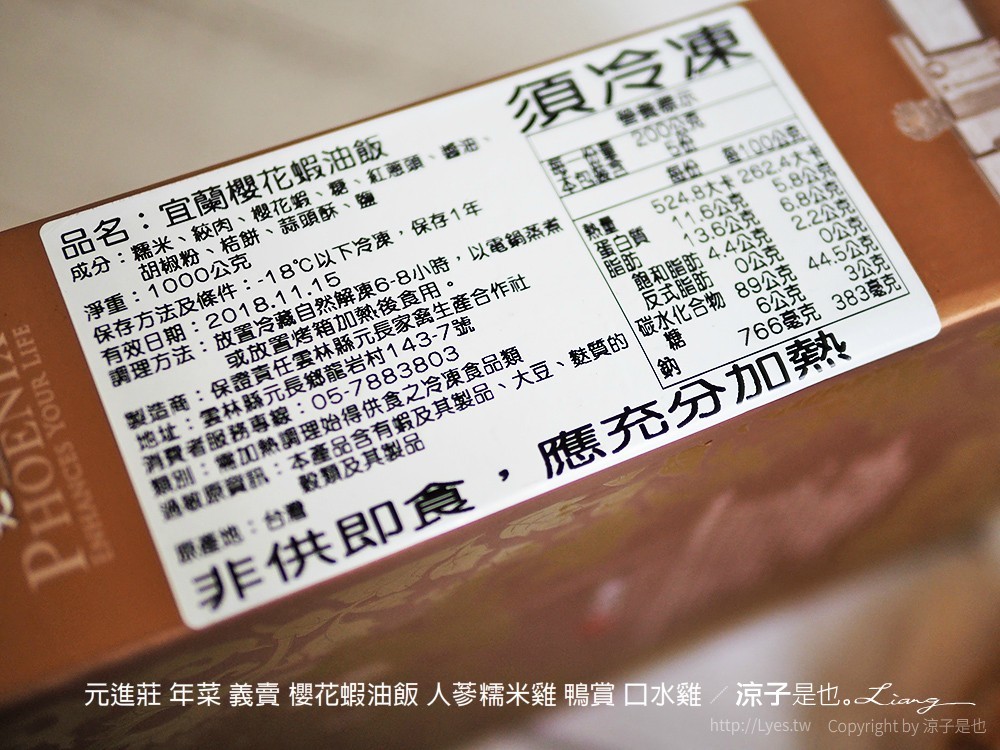 須冷凍
品名：宜蘭櫻花蝦油飯
成分：糯米、絞肉、櫻花蝦、糖、紅蔥頭、醬油、
胡椒粉、桔餅、蒜頭酥、鹽
淨重：1000公克
保存方法及條件：-18℃以下冷凍，保存1年
有效日期：2018.11.15
調理方法：放置冷藏自然解凍6-8小時，以電鍋蒸煮
或放置烤箱加熱後食用。
製造商：保證責任雲林縣元長家禽生產合作社
地址：雲林縣元長鄉龍岩村143-7號
消費者服務專線：05-7883803
類別：需加熱調理始得供食之冷凍食品類
過敏原資訊：本產品含有蝦及其製品、大豆、麩質的
穀類及其製品
原產地：台灣
營養標示
每一份量 200公克
本包裝含 5份
每份 每100公克
熱量 524.8大卡 262.4大卡
蛋白質 11.6公克 5.8公克
脂肪 13.6公克 6.8公克
飽和脂肪 4.4公克 2.2公克
反式脂肪 0公克 0公克
碳水化合物 89公克 44.5公克
糖 6公克 3公克
鈉 766毫克 383毫克
非供即食，應充分加熱
PHOENIX
ENHANCES YOUR LIFE
元進莊 年菜 義賣 櫻花蝦油飯 人蔘糯米雞 鴨賞 口水雞 ／ 涼子是也。Liang
http://Lyes.tw Copyright by 涼子是也